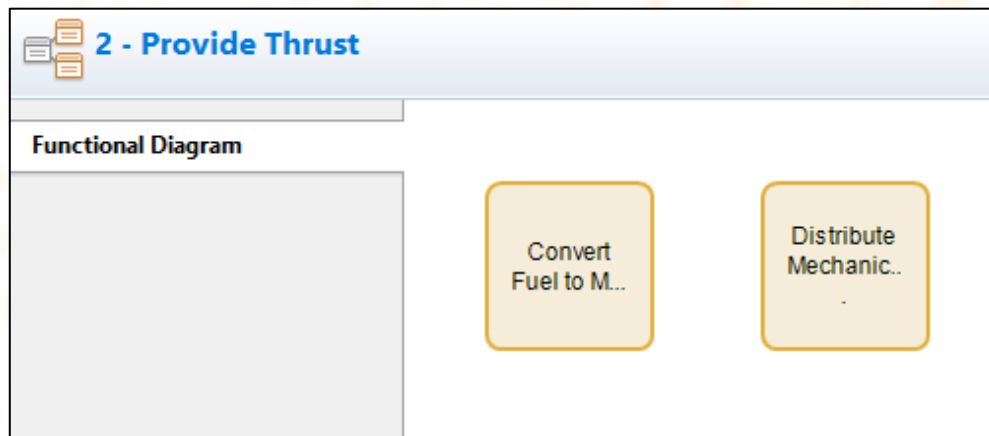 2 - Provide Thrust
Functional Diagram
Convert
Fuel to M...
Distribute
Mechanic..
.